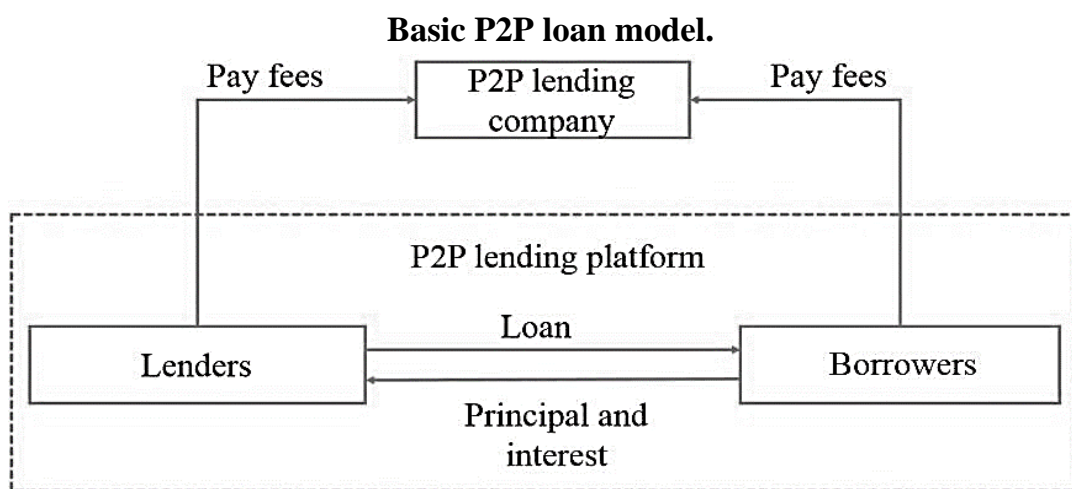 Basic P2P loan model.
Pay fees
P2P lending
company
Pay fees
P2P lending platform
Loan
Lenders
Borrowers
Principal and
interest